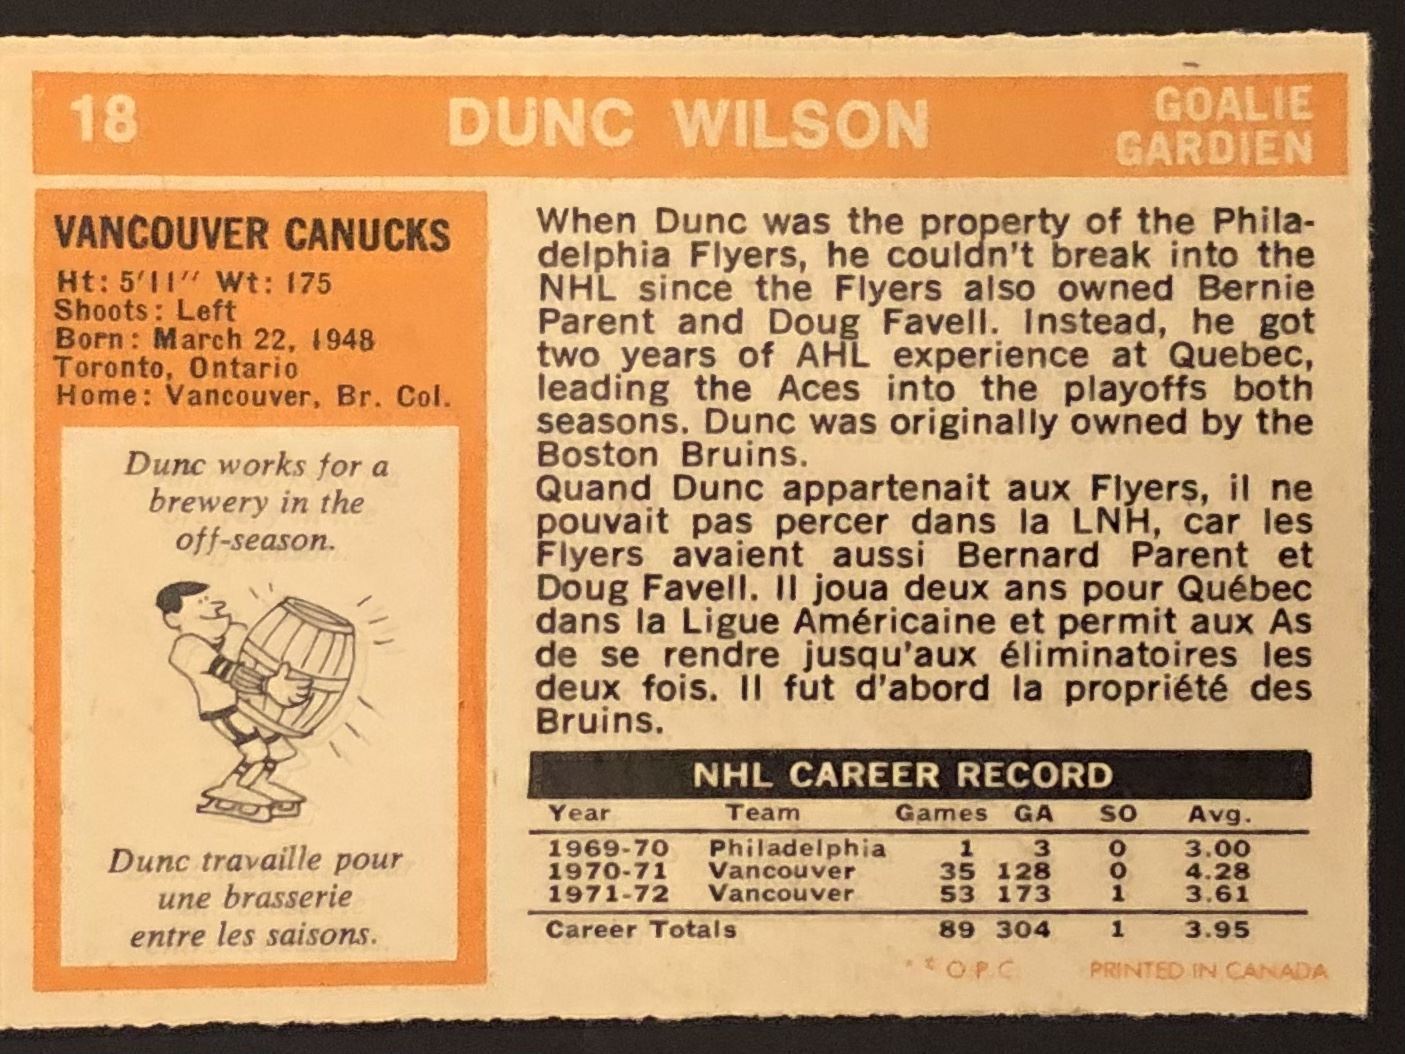 18 DUNC WILSON GOALIE
GARDIEN
VANCOUVER CANUCKS
Ht: 5'11'' Wt: 175
Shoots: Left
Born: March 22, 1948
Toronto, Ontario
Home: Vancouver, Br. Col.
Dunc works for a
brewery in the
off-season.
Dunc travaille pour
une brasserie
entre les saisons.
When Dunc was the property of the Phila-
delphia Flyers, he couldn't break into the
NHL since the Flyers also owned Bernie
Parent and Doug Favell. Instead, he got
two years of AHL experience at Quebec,
leading the Aces into the playoffs both
seasons. Dunc was originally owned by the
Boston Bruins.
Quand Dunc appartenait aux Flyers, il ne
pouvait pas percer dans la LNH, car les
Flyers avaient aussi Bernard Parent et
Doug Favell. Il joua deux ans pour Québec
dans la Ligue Américaine et permit aux As
de se rendre jusqu'aux éliminatoires les
deux fois. Il fut d'abord la propriété des
Bruins.
NHL CAREER RECORD
Year Team Games GA SO Avg.
1969-70 Philadelphia 1 3 0 3.00
1970-71 Vancouver 35 128 0 4.28
1971-72 Vancouver 53 173 1 3.61
Career Totals 89 304 1 3.95
* * O.P.C. PRINTED IN CANADA